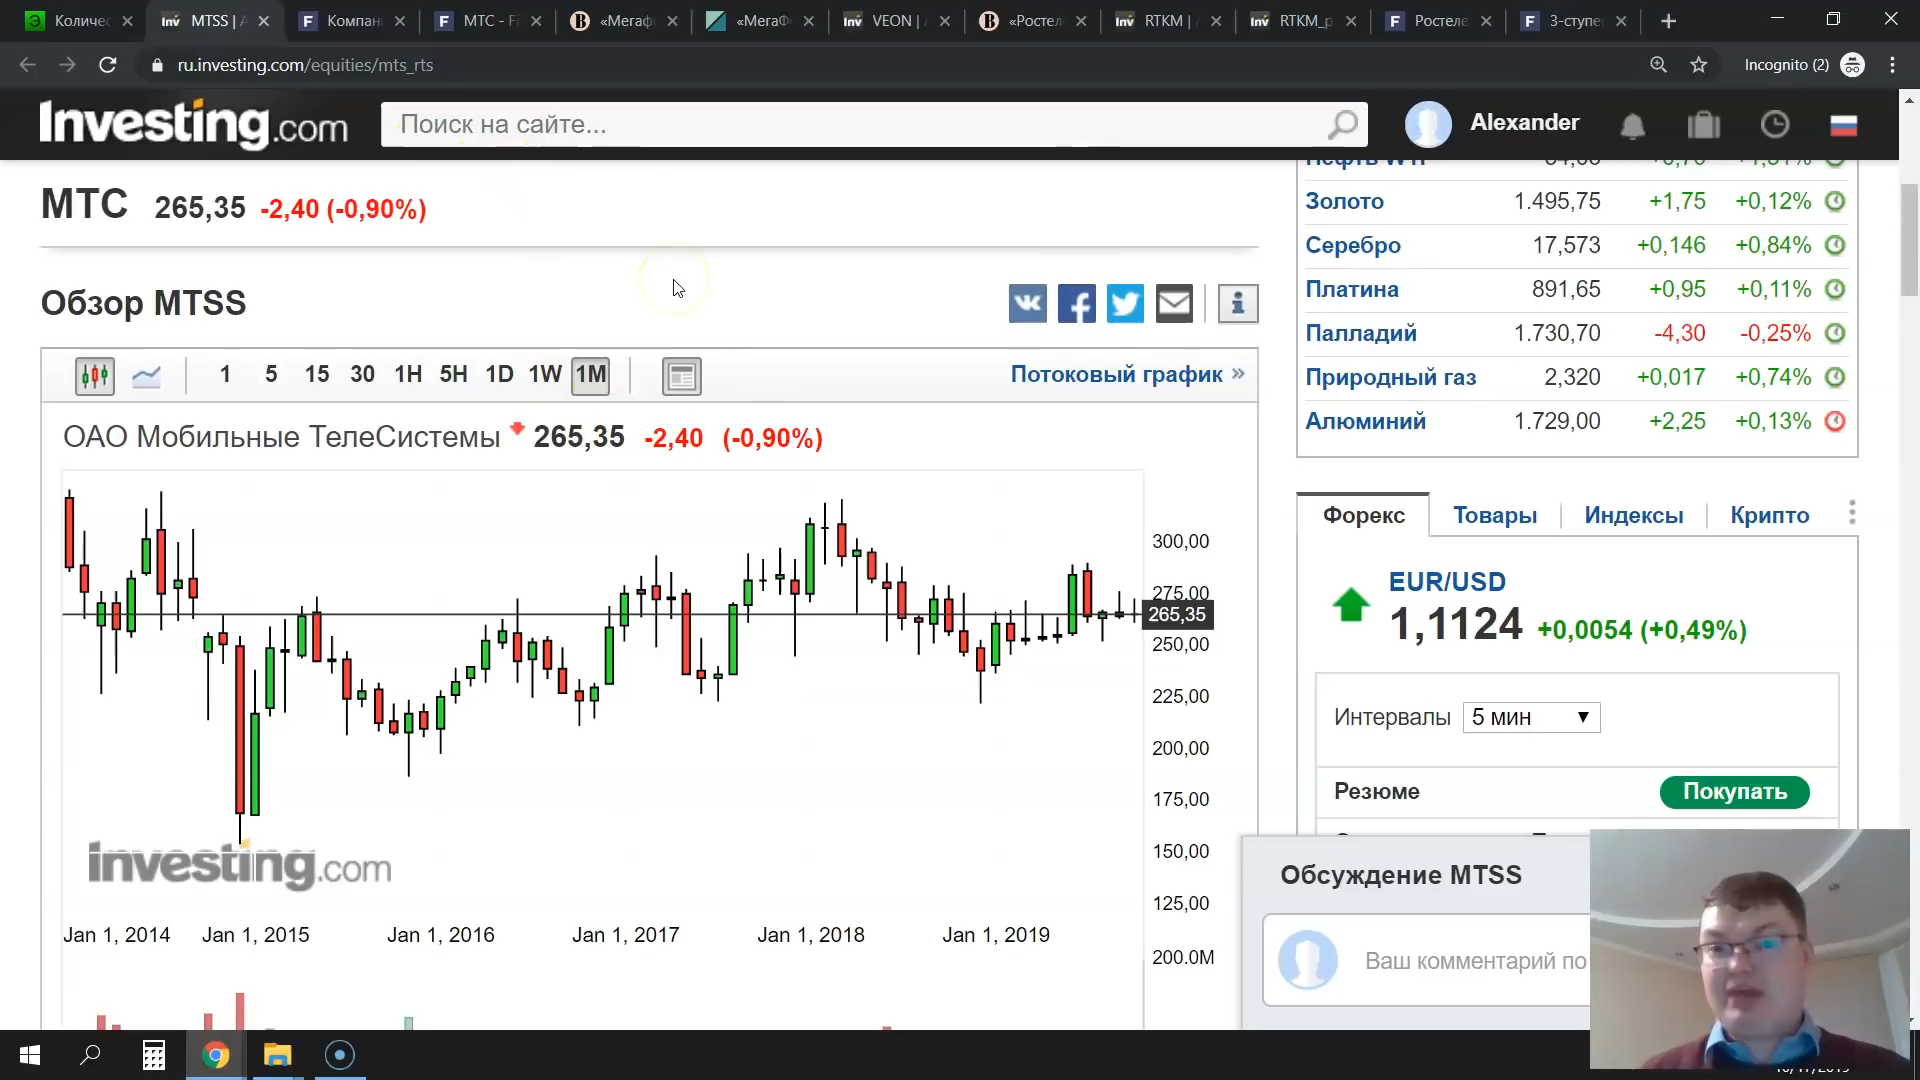 Количес
MTSS | A
Компан
МТС - Fi
«Мегаф
«МегаФ
VEON | A
«Ростел
RTKM | A
RTKM_p
Ростеле
3-ступе
ru.investing.com/equities/mts_rts
Incognito (2)
Investing.com
Поиск на сайте...
Alexander
МТС 265,35 -2,40 (-0,90%)
Обзор MTSS
1 5 15 30 1H 5H 1D 1W 1M
Потоковый график »
ОАО Мобильные ТелеСистемы 265,35 -2,40 (-0,90%)
300,00
275,00
265,35
250,00
225,00
200,00
175,00
150,00
125,00
200.0M
Investing.com
Jan 1, 2014 Jan 1, 2015 Jan 1, 2016 Jan 1, 2017 Jan 1, 2018 Jan 1, 2019
Золото 1.495,75 +1,75 +0,12%
Серебро 17,573 +0,146 +0,84%
Платина 891,65 +0,95 +0,11%
Палладий 1.730,70 -4,30 -0,25%
Природный газ 2,320 +0,017 +0,74%
Алюминий 1.729,00 +2,25 +0,13%
Форекс Товары Индексы Крипто
EUR/USD
1,1124 +0,0054 (+0,49%)
Интервалы 5 мин
Резюме Покупать
Обсуждение MTSS
Ваш комментарий по